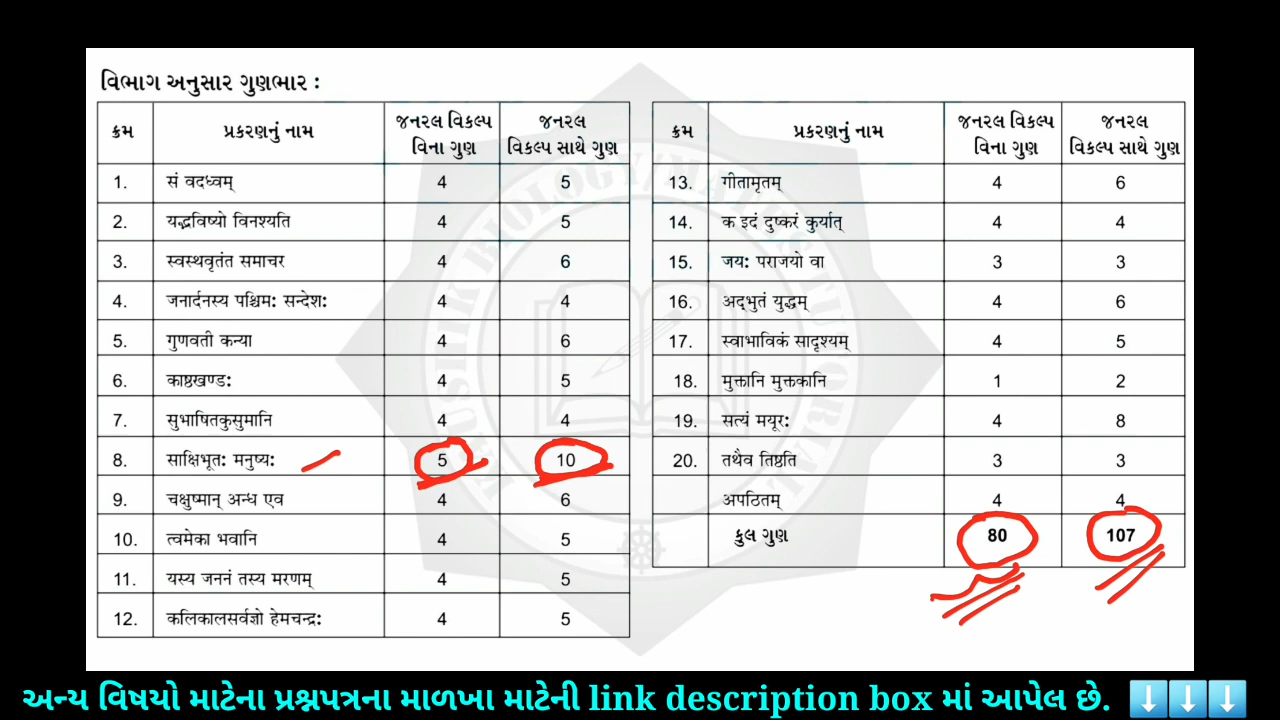 વિભાગ અનુસાર ગુણભાર :
ક્રમ પ્રકરણનું નામ જનરલ વિકલ્પ વિના ગુણ જનરલ વિકલ્પ સાથે ગુણ
1. सं वदध्वम् 4 5
2. यद्भविष्यो विनश्यति 4 5
3. स्वस्थवृतंत समाचर 4 6
4. जनार्दनस्य पश्चिमः सन्देशः 4 4
5. गुणवती कन्या 4 6
6. काष्ठखण्डः 4 5
7. सुभाषितकुसुमानि 4 4
8. साक्षिभूतः मनुष्यः 5 10
9. चक्षुष्मान् अन्ध एव 4 6
10. त्वमेका भवानि 4 5
11. यस्य जननं तस्य मरणम् 4 5
12. कलिकालसर्वज्ञो हेमचन्द्रः 4 5
ક્રમ પ્રકરણનું નામ જનરલ વિકલ્પ વિના ગુણ જનરલ વિકલ્પ સાથે ગુણ
13. गीतामृतम् 4 6
14. क इदं दुष्करं कुर्यात् 4 4
15. जयः पराजयो वा 3 3
16. अद्भुतं युद्धम् 4 6
17. स्वाभाविकं सादृश्यम् 4 5
18. मुक्तानि मुक्तकानि 1 2
19. सत्यं मयूरः 4 8
20. तथैव तिष्ठति 3 3
अपठितम् 4 4
કુલ ગુણ 80 107
અન્ય વિષયો માટેના પ્રશ્નપત્રના માળખા માટેની link description box માં આપેલ છે. ⬇️⬇️⬇️